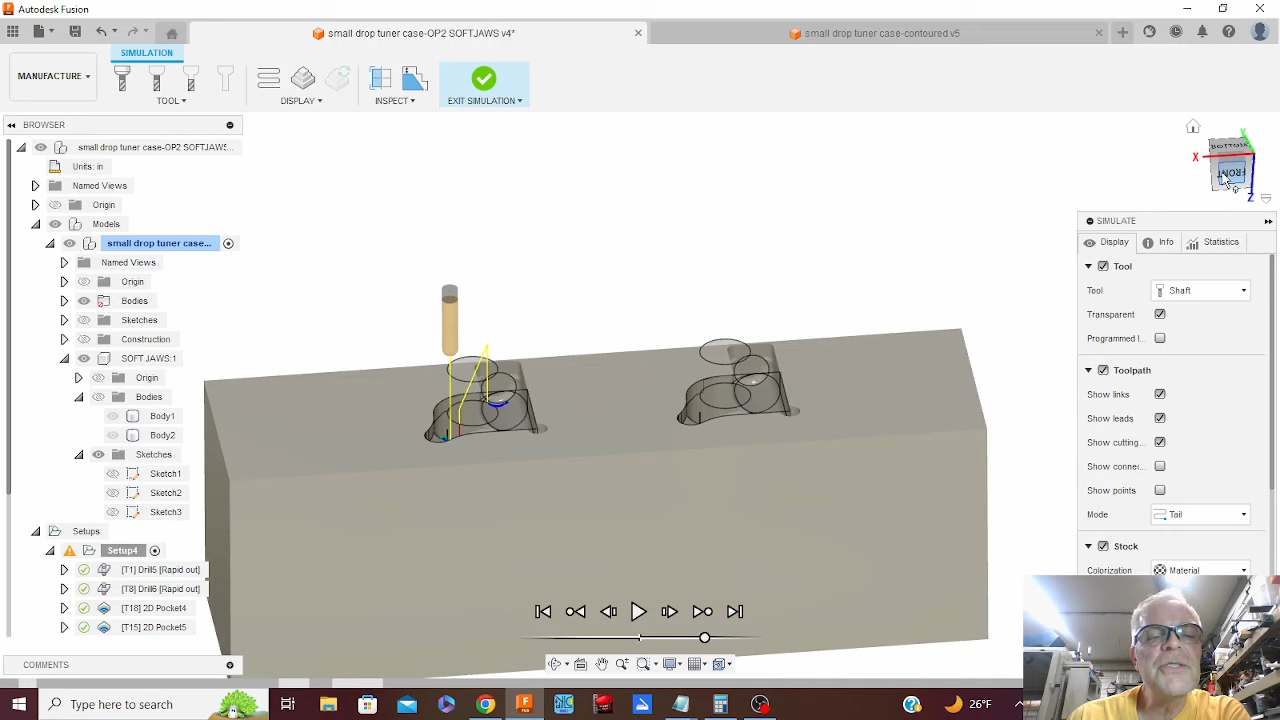 Autodesk Fusion
small drop tuner case-OP2 SOFTJAWS v4*
small drop tuner case-contoured v5
SIMULATION
MANUFACTURE
TOOL
DISPLAY
INSPECT
EXIT SIMULATION
BROWSER
small drop tuner case-OP2 SOFTJAWS...
Units: in
Named Views
Origin
Models
small drop tuner case...
Named Views
Origin
Bodies
Sketches
Construction
SOFT JAWS:1
Origin
Bodies
Body1
Body2
Sketches
Sketch1
Sketch2
Sketch3
Setups
Setup4
[T1] Drill5 [Rapid out]
[T8] Drill6 [Rapid out]
[T18] 2D Pocket4
[T15] 2D Pocket5
COMMENTS
BOTTOM
FRONT
X
Y
Z
SIMULATE
Display
Info
Statistics
Tool
Tool
Shaft
Transparent
Programmed I...
Toolpath
Show links
Show leads
Show cutting...
Show conne...
Show points
Mode
Tail
Stock
Colorization
Material
Type here to search
26°F